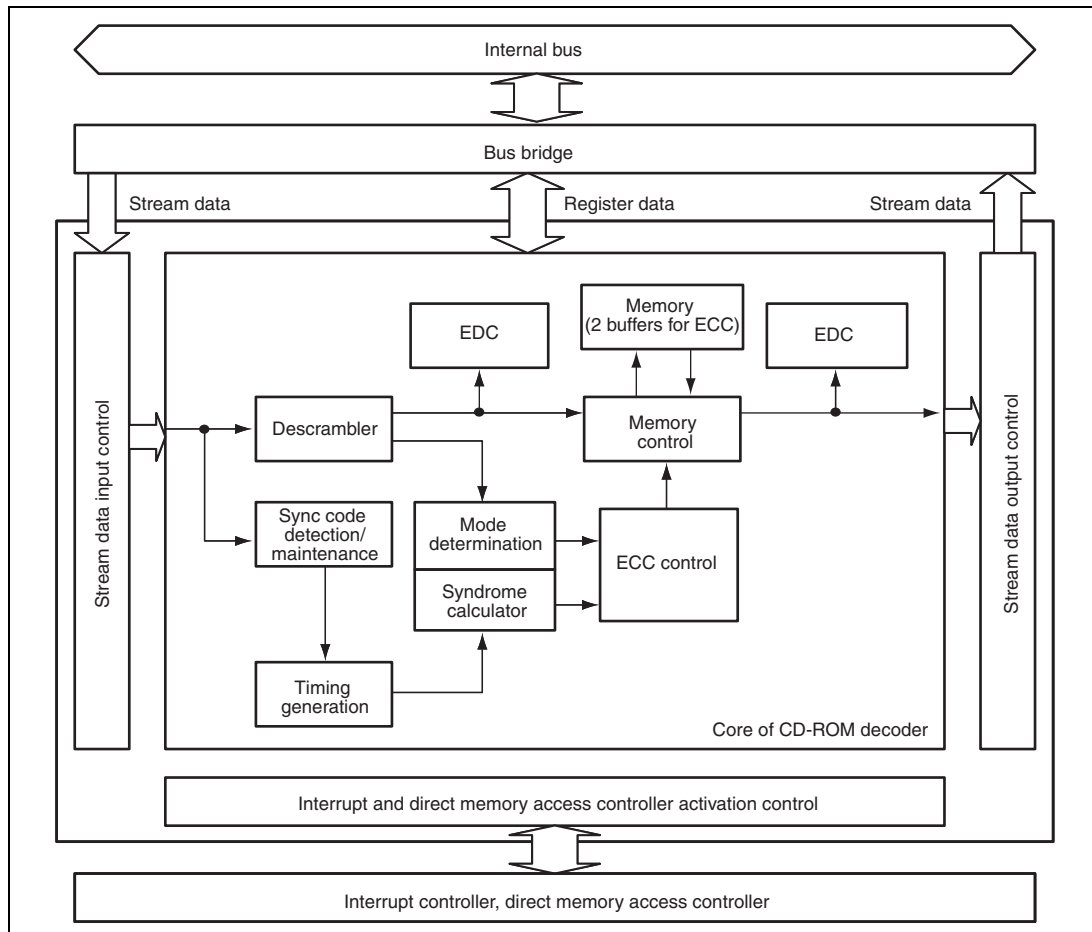 Internal bus
Bus bridge
Stream data
Register data
Stream data
Stream data input control
EDC
Memory
(2 buffers for ECC)
EDC
Descrambler
Memory
control
Sync code
detection/
maintenance
Mode
determination
Syndrome
calculator
ECC control
Timing
generation
Core of CD-ROM decoder
Stream data output control
Interrupt and direct memory access controller activation control
Interrupt controller, direct memory access controller